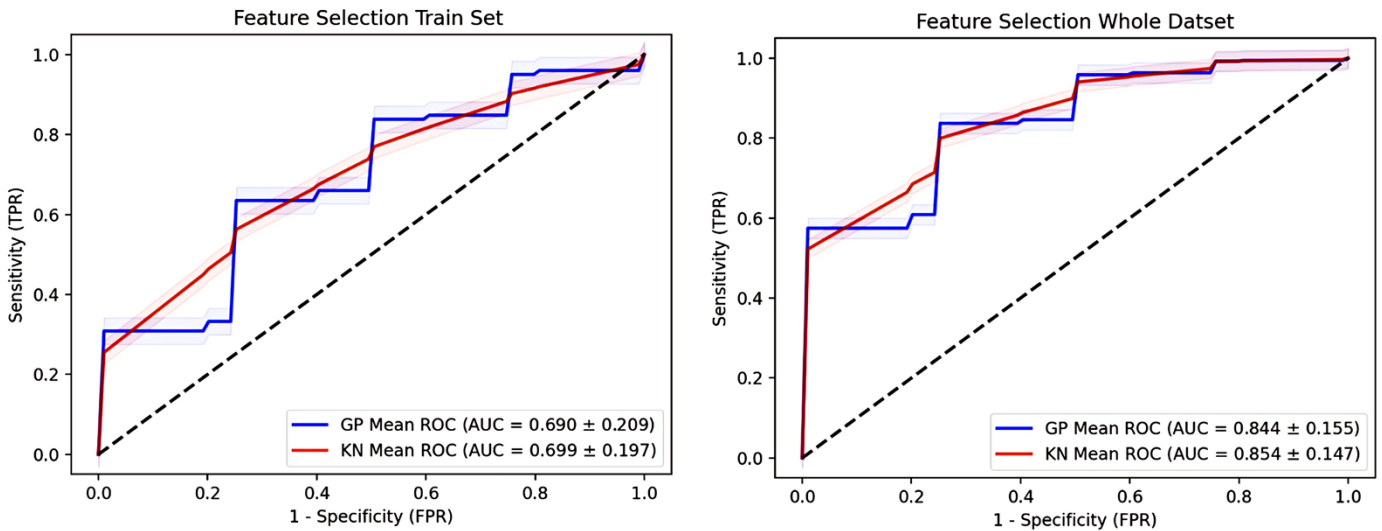 Feature Selection Train Set
1.0
0.8
0.6
0.4
0.2
0.0
Sensitivity (TPR)
GP Mean ROC (AUC = 0.690 ± 0.209)
KN Mean ROC (AUC = 0.699 ± 0.197)
0.0 0.2 0.4 0.6 0.8 1.0
1 - Specificity (FPR)
Feature Selection Whole Datset
1.0
0.8
0.6
0.4
0.2
0.0
Sensitivity (TPR)
GP Mean ROC (AUC = 0.844 ± 0.155)
KN Mean ROC (AUC = 0.854 ± 0.147)
0.0 0.2 0.4 0.6 0.8 1.0
1 - Specificity (FPR)